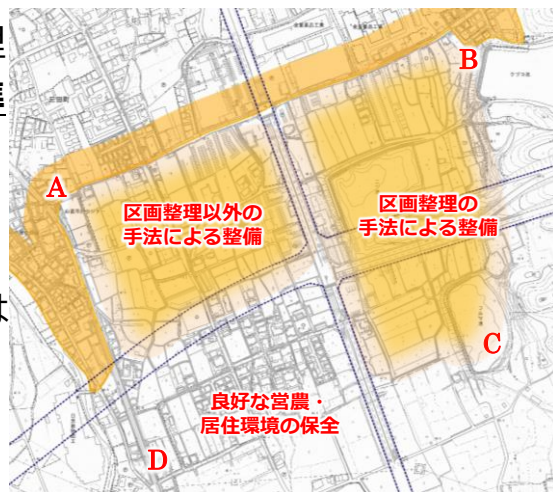 B
A
区画整理以外の
手法による整備
区画整理の
手法による整備
C
良好な営農・
居住環境の保全
D